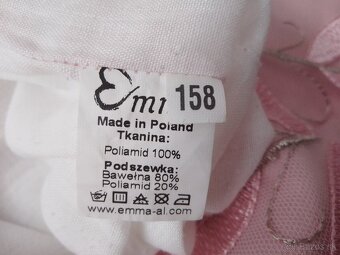 Emi 158
Made in Poland
Tkanina:
Poliamid 100%
Podszewka:
Bawełna 80%
Poliamid 20%
www.emma-al.com